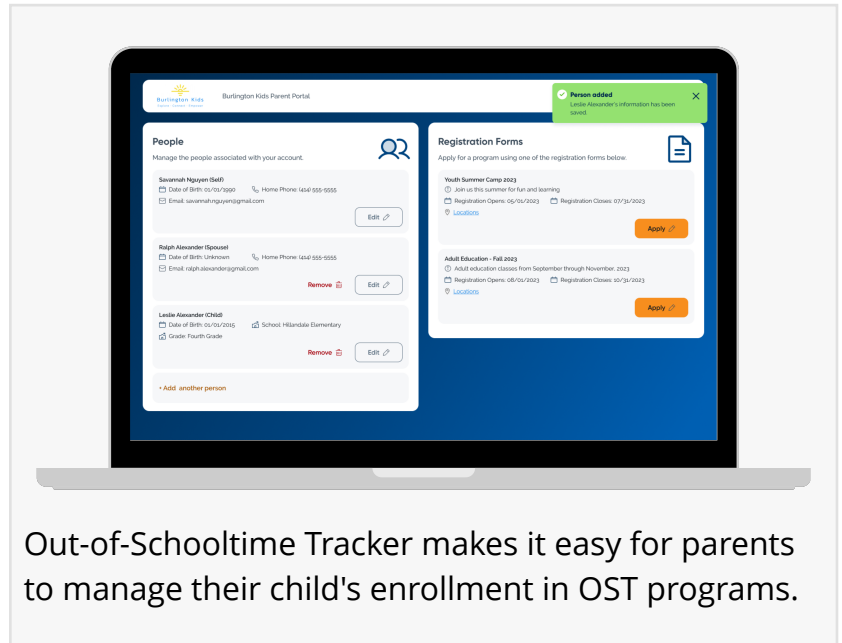 Burlington Kids
Burlington Kids Parent Portal
Person added
Leslie Alexander's information has been
saved.
People
Manage the people associated with your account.
Savannah Nguyen (Self)
Date of Birth: 01/01/1990 Home Phone: (414) 555-5555
Email: savannah.nguyen@gmail.com
Edit
Ralph Alexander (Spouse)
Date of Birth: Unknown Home Phone: (414) 555-5555
Email: ralph.alexander@gmail.com
Remove Edit
Leslie Alexander (Child)
Date of Birth: 01/01/2015 School: Hillandale Elementary
Grade: Fourth Grade
Remove Edit
+ Add another person
Registration Forms
Apply for a program using one of the registration forms below.
Youth Summer Camp 2023
Join us this summer for fun and learning
Registration Opens: 05/01/2023 Registration Closes: 07/31/2023
Locations
Apply
Adult Education - Fall 2023
Adult education classes from September through November, 2023
Registration Opens: 08/01/2023 Registration Closes: 10/31/2023
Locations
Apply
Out-of-Schooltime Tracker makes it easy for parents
to manage their child's enrollment in OST programs.